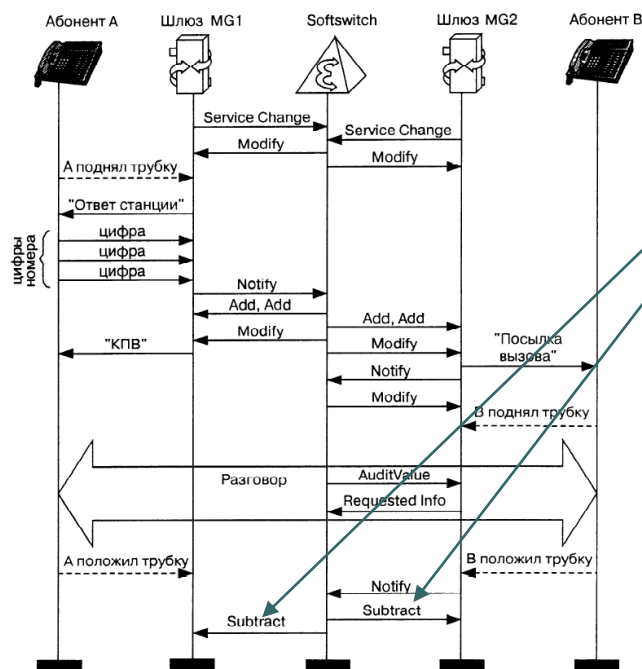 Абонент А
Шлюз MG1
Softswitch
Шлюз MG2
Абонент В
Service Change
Service Change
Modify
Modify
А поднял трубку
"Ответ станции"
цифры
номера
цифра
цифра
цифра
Notify
Add, Add
Add, Add
Modify
"КПВ"
Modify
"Посылка
вызова"
Notify
Modify
В поднял трубку
Разговор
AuditValue
Requested Info
А положил трубку
В положил трубку
Notify
Subtract
Subtract